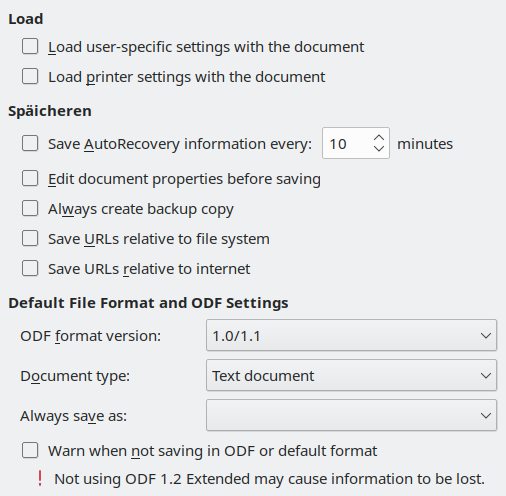 Load
Load user-specific settings with the document
Load printer settings with the document
Späicheren
Save AutoRecovery information every: 10 minutes
Edit document properties before saving
Always create backup copy
Save URLs relative to file system
Save URLs relative to internet
Default File Format and ODF Settings
ODF format version: 1.0/1.1
Document type: Text document
Always save as:
Warn when not saving in ODF or default format
! Not using ODF 1.2 Extended may cause information to be lost.